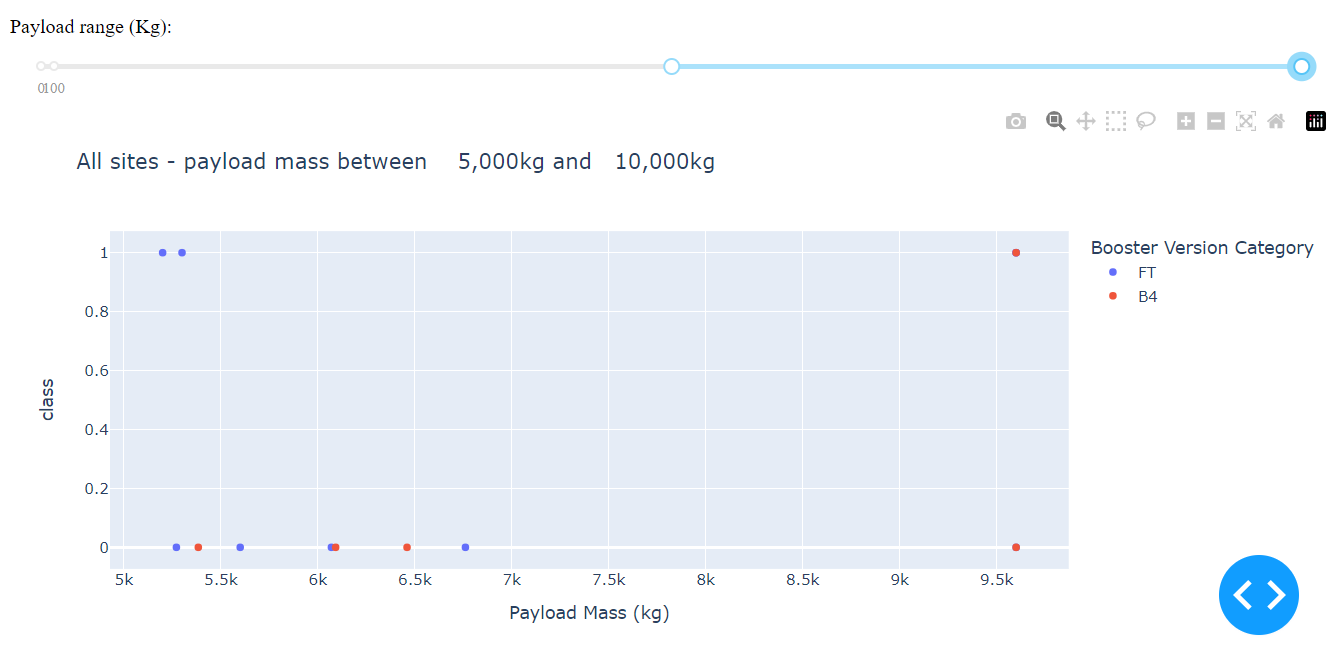 Payload range (Kg):
0100
All sites - payload mass between 5,000kg and 10,000kg
Booster Version Category
FT
B4
1
0.8
0.6
0.4
0.2
0
class
5k 5.5k 6k 6.5k 7k 7.5k 8k 8.5k 9k 9.5k
Payload Mass (kg)